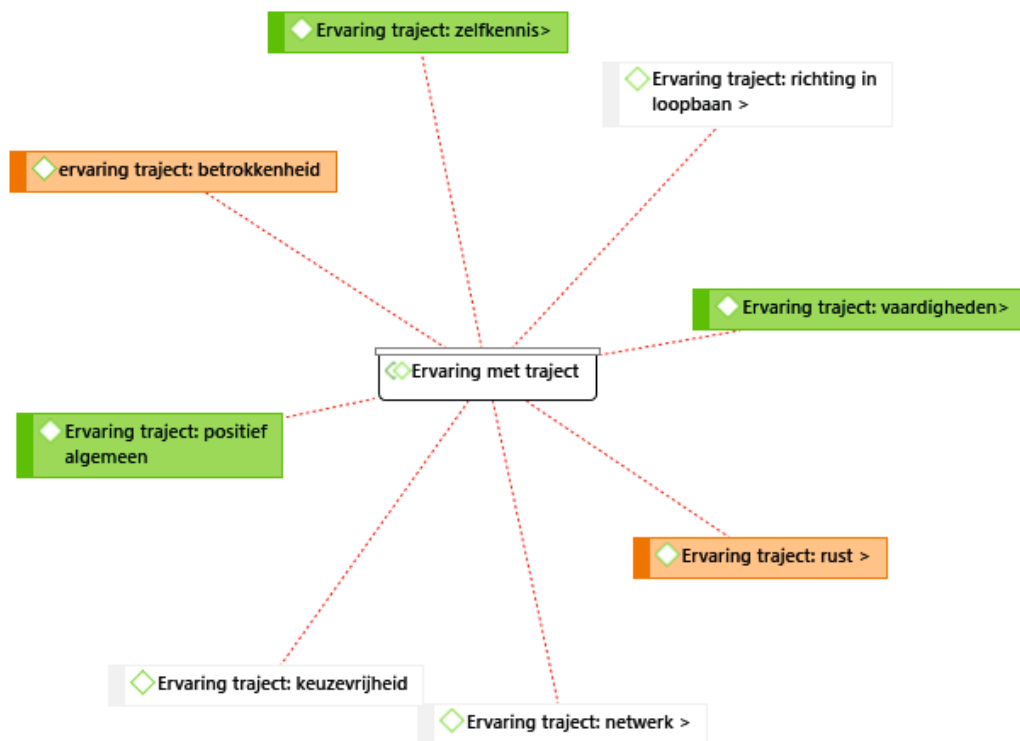 Ervaring traject: zelfkennis>
Ervaring traject: richting in
loopbaan >
ervaring traject: betrokkenheid
Ervaring traject: vaardigheden>
Ervaring met traject
Ervaring traject: positief
algemeen
Ervaring traject: rust >
Ervaring traject: keuzevrijheid
Ervaring traject: netwerk >